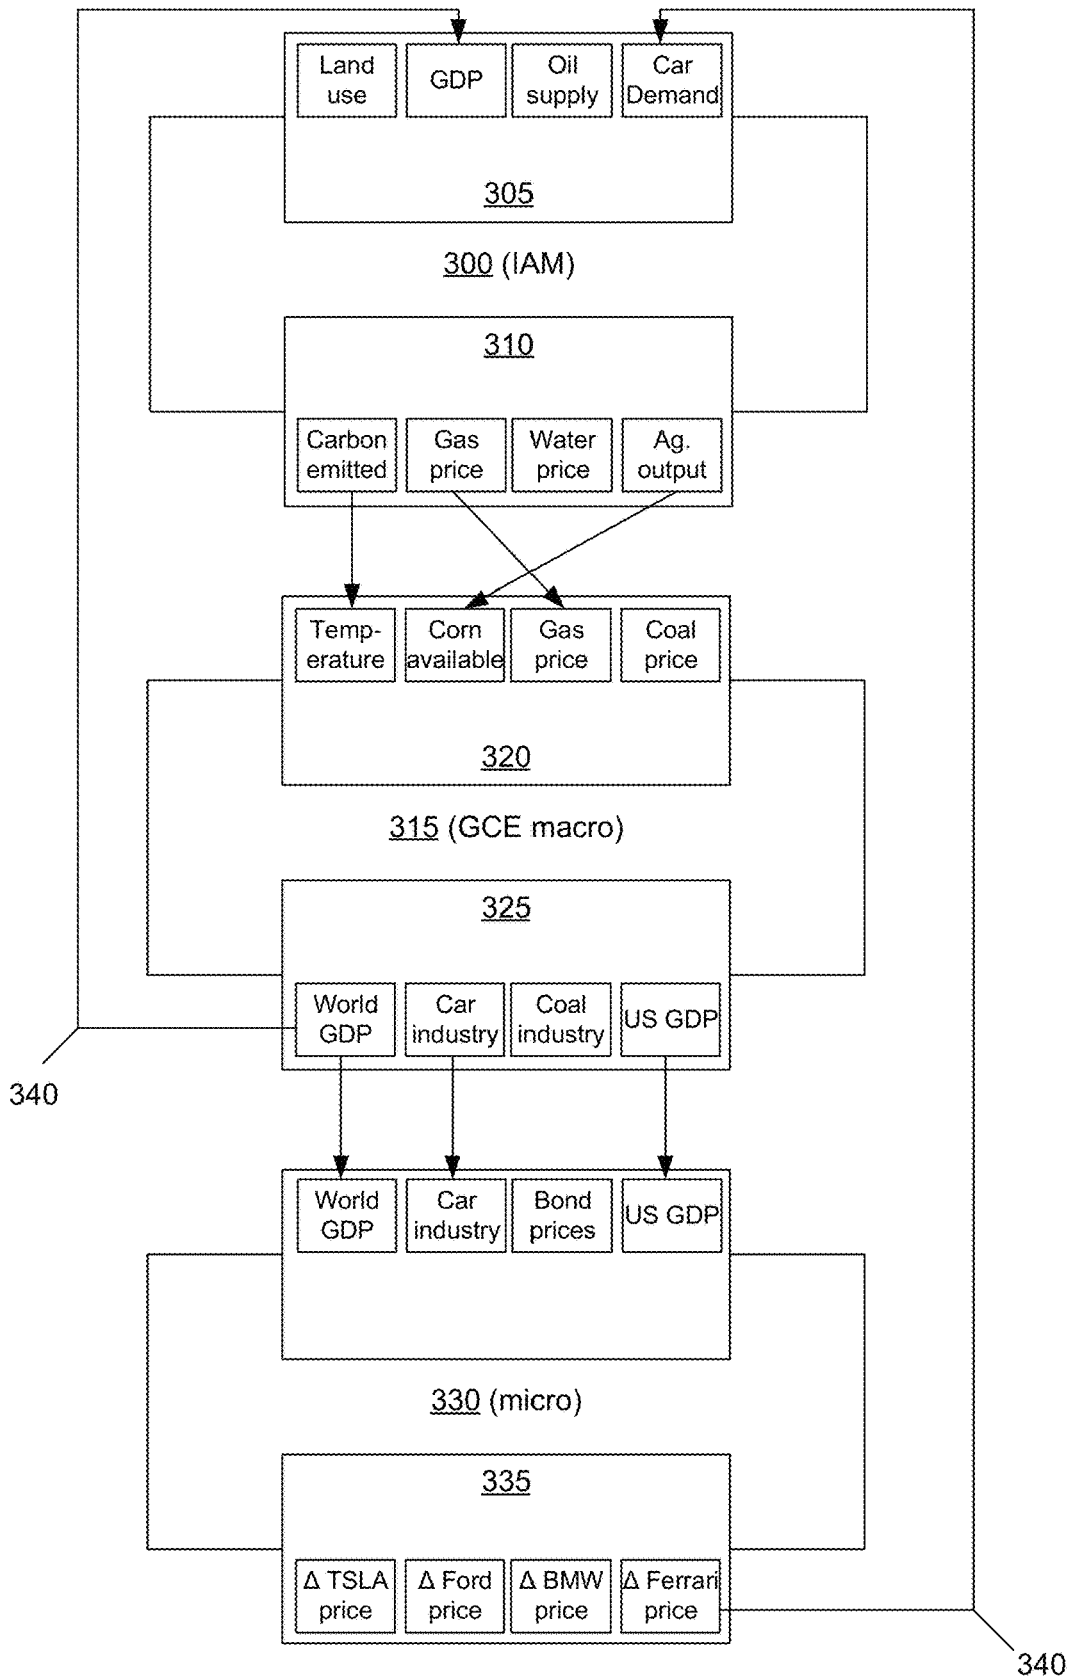 Land
use
GDP
Oil
supply
Car
Demand
305
300 (IAM)
310
Carbon
emitted
Gas
price
Water
price
Ag.
output
Temp-
erature
Corn
available
Gas
price
Coal
price
320
315 (GCE macro)
325
World
GDP
Car
industry
Coal
industry
US GDP
340
World
GDP
Car
industry
Bond
prices
US GDP
330 (micro)
335
Δ TSLA
price
Δ Ford
price
Δ BMW
price
Δ Ferrari
price
340